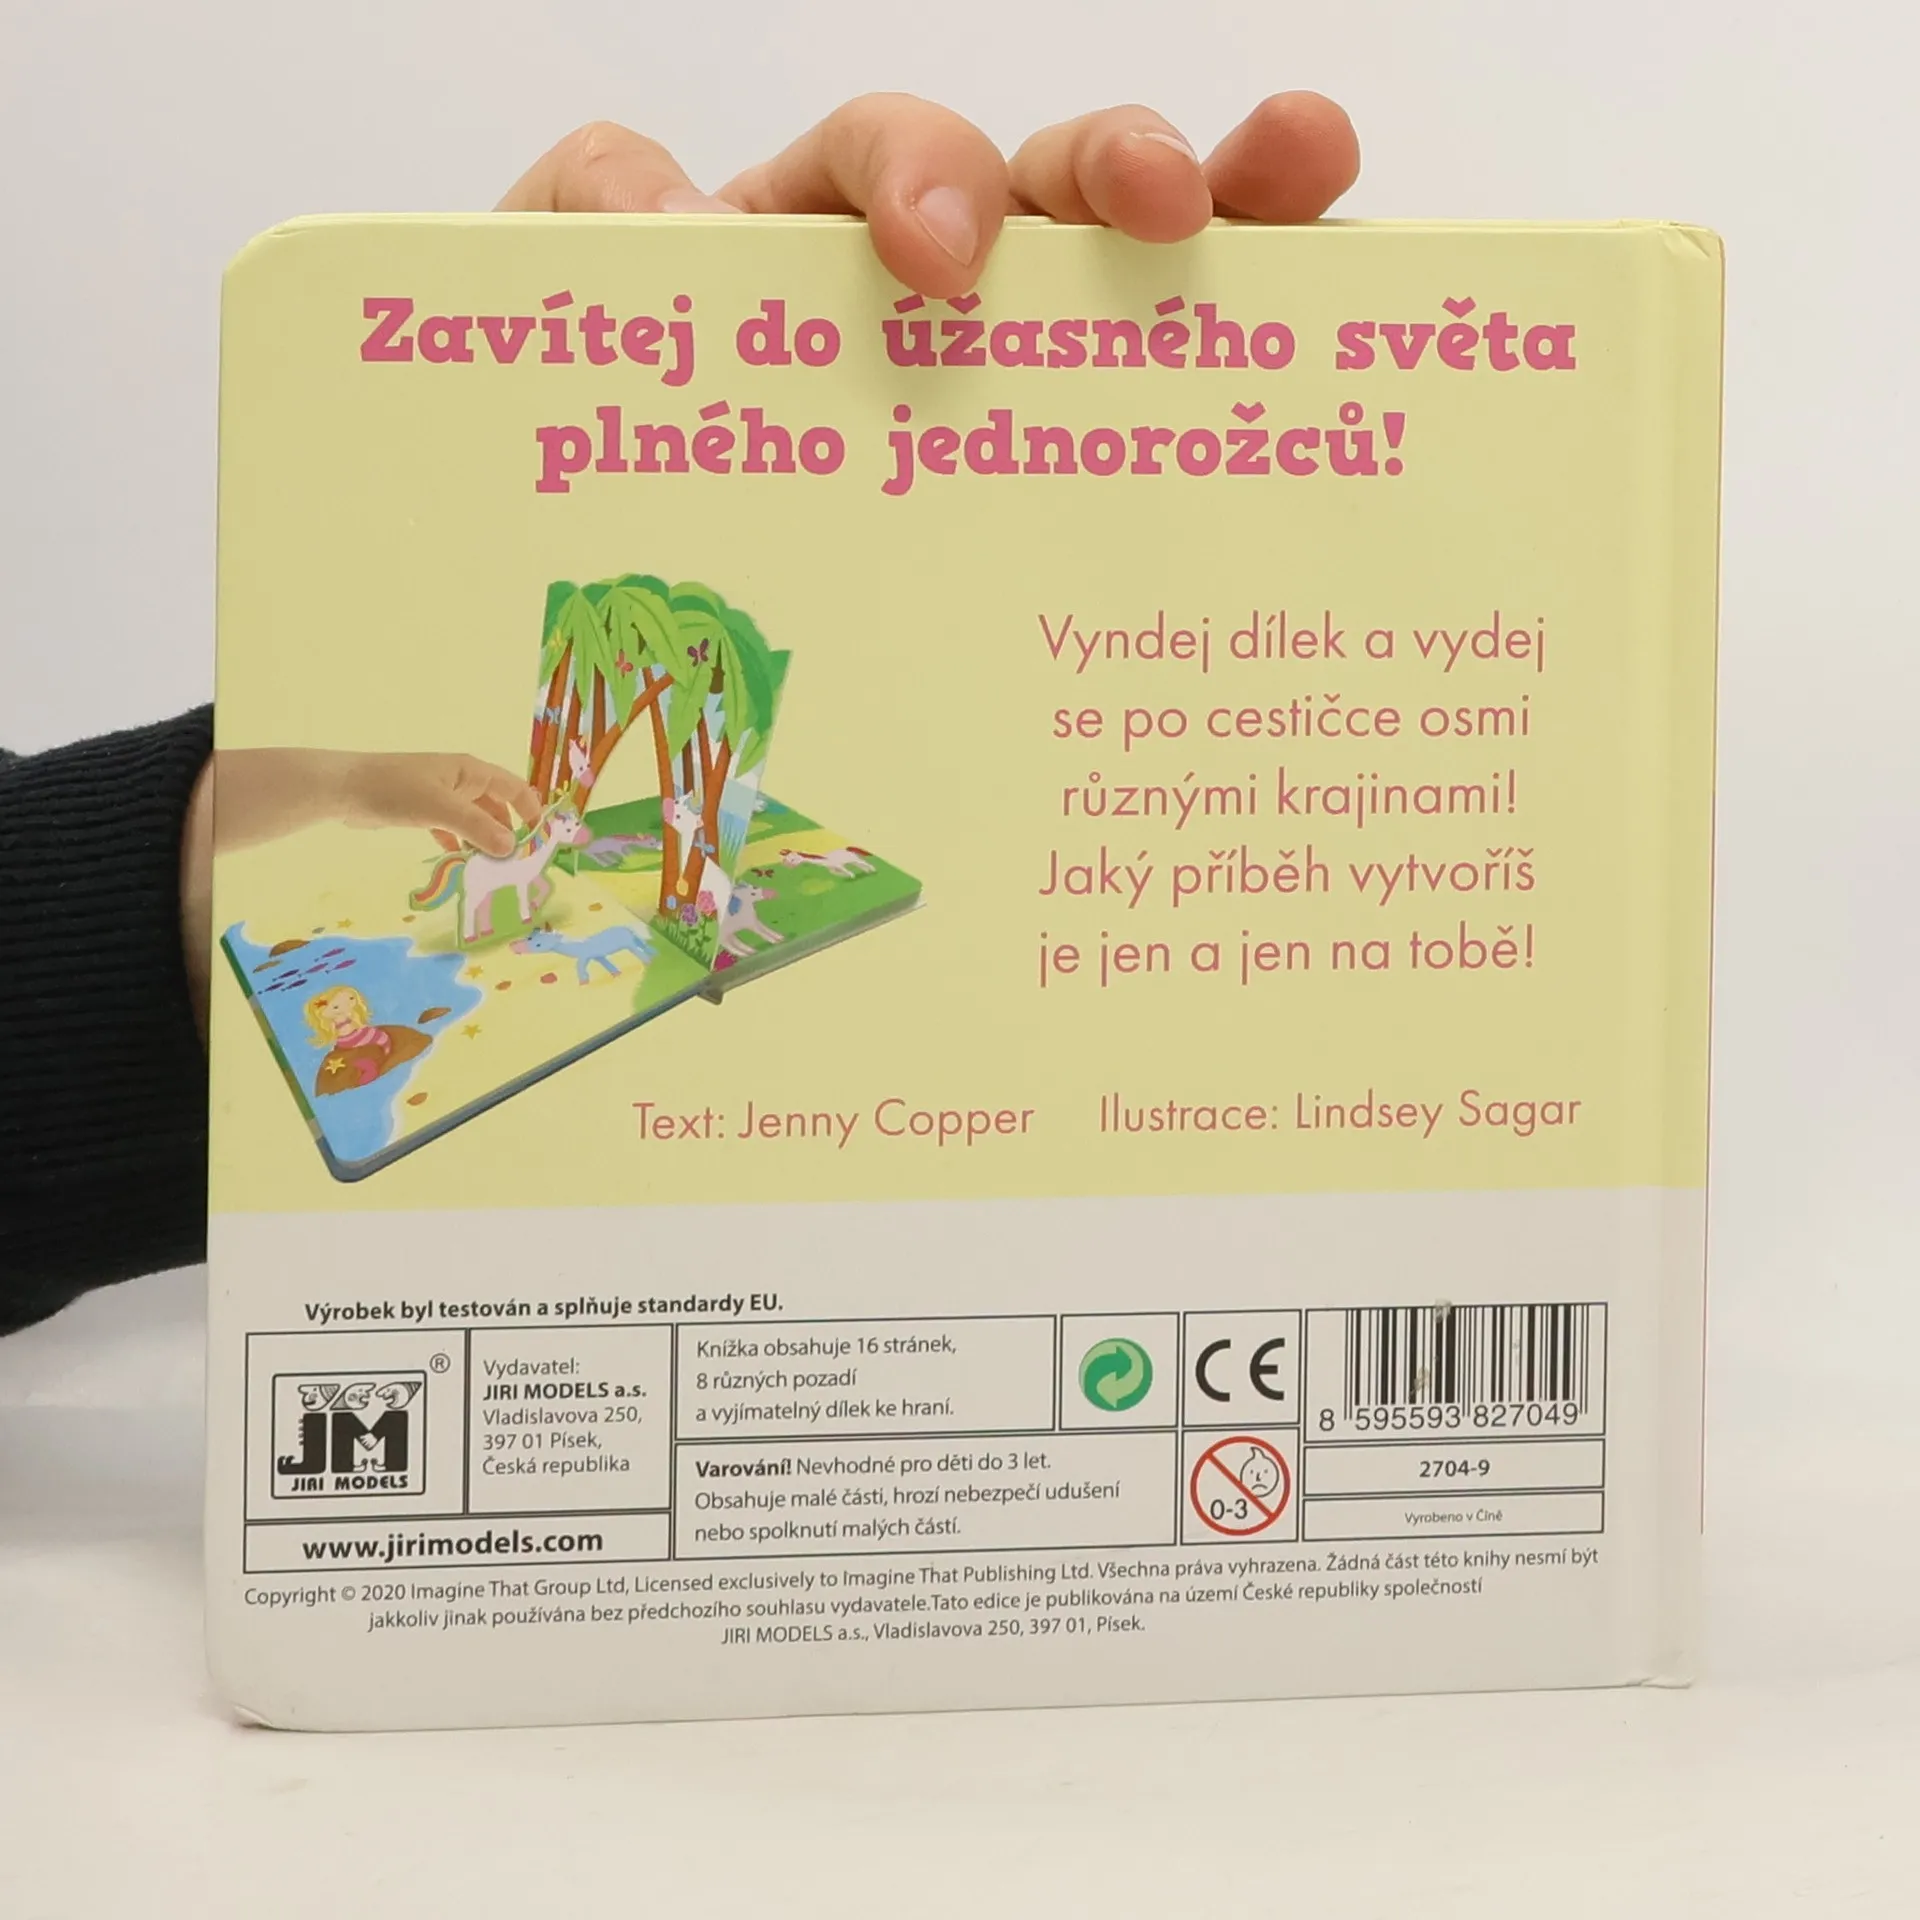 Zavítej do úžasného světa
plného jednorožců!
Vyndej dílek a vydej
se po cestičce osmi
různými krajinami!
Jaký příběh vytvoříš
je jen a jen na tobě!
Text: Jenny Copper
Ilustrace: Lindsey Sagar
Výrobek byl testován a splňuje standardy EU.
®
JM
JIRI MODELS
Vydavatel:
JIRI MODELS a.s.
Vladislavova 250,
397 01 Písek,
Česká republika
www.jirimodels.com
Knížka obsahuje 16 stránek,
8 různých pozadí
a vyjímatelný dílek ke hraní.
Varování! Nevhodné pro děti do 3 let.
Obsahuje malé části, hrozí nebezpečí udušení
nebo spolknutí malých částí.
CE
0-3
8 595593 827049
2704-9
Vyrobeno v Číně
Copyright © 2020 Imagine That Group Ltd, Licensed exclusively to Imagine That Publishing Ltd. Všechna práva vyhrazena. Žádná část této knihy nesmí být
jakkoliv jinak používána bez předchozího souhlasu vydavatele.Tato edice je publikována na území České republiky společností
JIRI MODELS a.s., Vladislavova 250, 397 01, Písek.